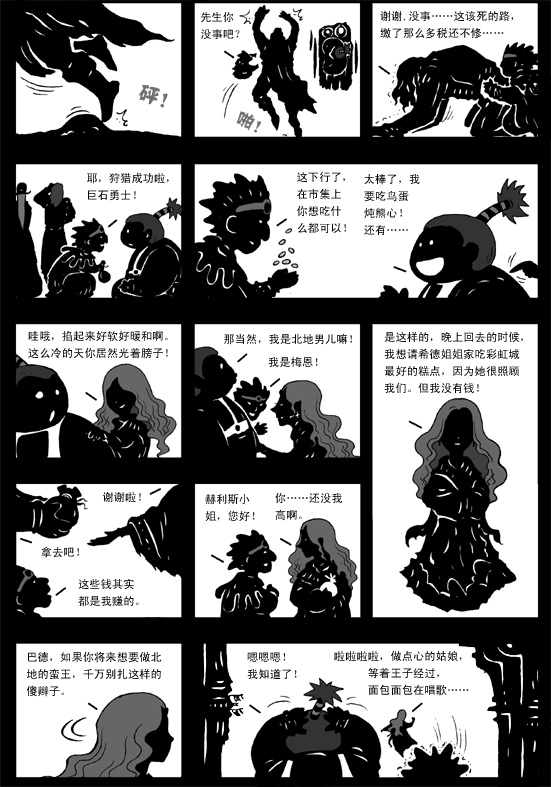 砰！
先生你
没事吧？
啪！
谢谢,没事……这该死的路，
缴了那么多税还不修……
耶，狩猎成功啦，
巨石勇士！
这下行了，
在市集上
你想吃什
么都可以！
太棒了，我
要吃鸟蛋
炖熊心！
还有……
哇哦，掐起来好软好暖和啊。
这么冷的天你居然光着膀子！
那当然，我是北地男儿嘛！
我是梅恩！
是这样的，晚上回去的时候，
我想请希德姐姐家吃彩虹城
最好的糕点，因为她很照顾
我们。但我没有钱！
谢谢啦！
拿去吧！
这些钱其实
都是我赚的。
赫利斯小
姐，您好！
你……还没我
高啊。
巴德，如果你将来想要做北
地的蛮王，千万别扎这样的
傻辫子。
嗯嗯嗯！
我知道了！
啦啦啦啦，做点心的姑娘，
等着王子经过，
面包面包在唱歌……